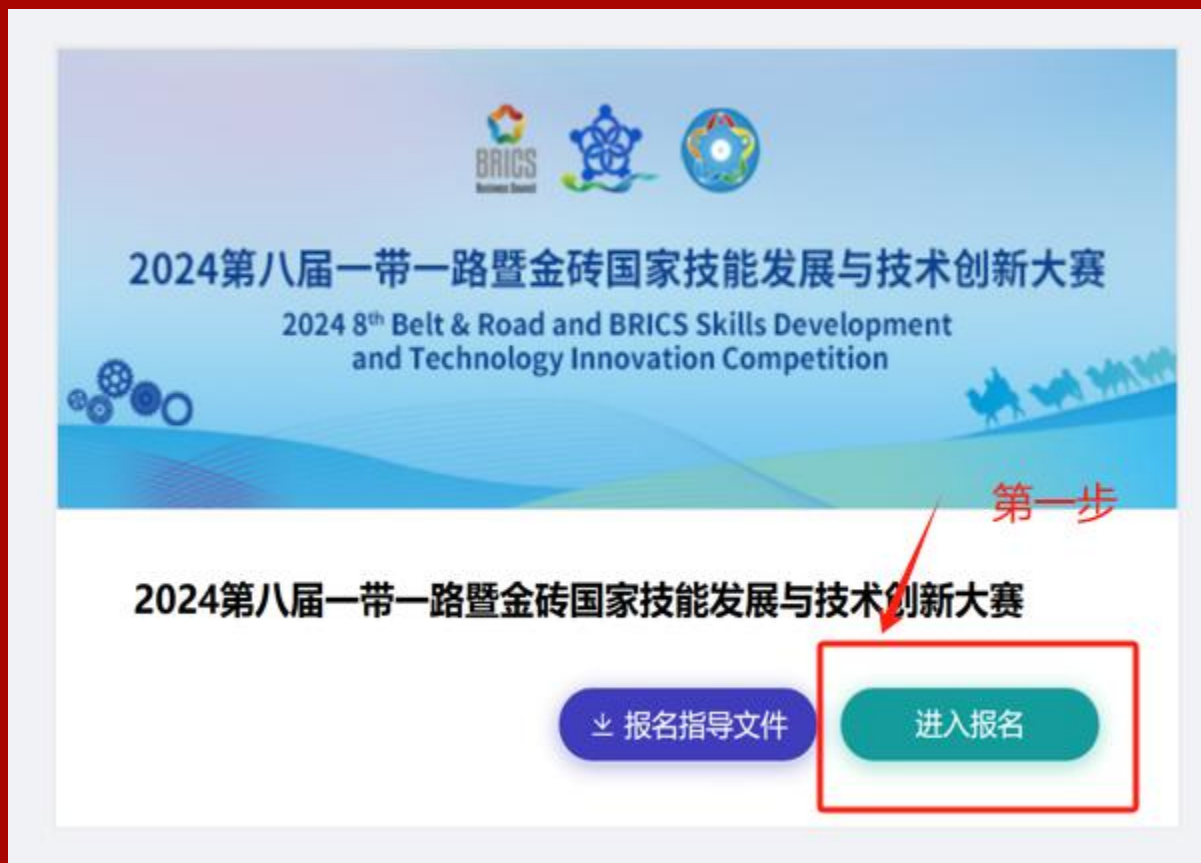 BRICS
Business Council
2024第八届一带一路暨金砖国家技能发展与技术创新大赛
2024 8th Belt & Road and BRICS Skills Development
and Technology Innovation Competition
第一步
2024第八届一带一路暨金砖国家技能发展与技术创新大赛
报名指导文件
进入报名